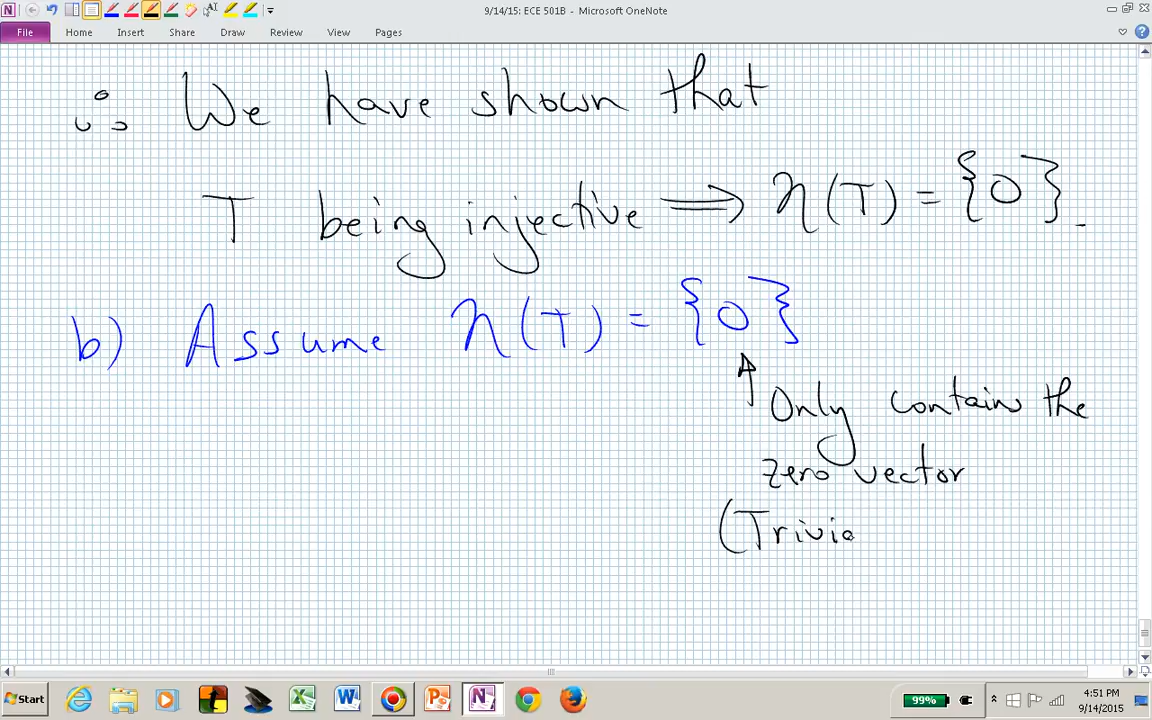 9/14/15: ECE 501B - Microsoft OneNote
File Home Insert Share Draw Review View Pages
∴ We have shown that
T being injective ⟹ η(T) = {0}.
b) Assume η(T) = {0}
↑ Only contain the
zero vector
(Trivia
Start
99%
4:51 PM
9/14/2015